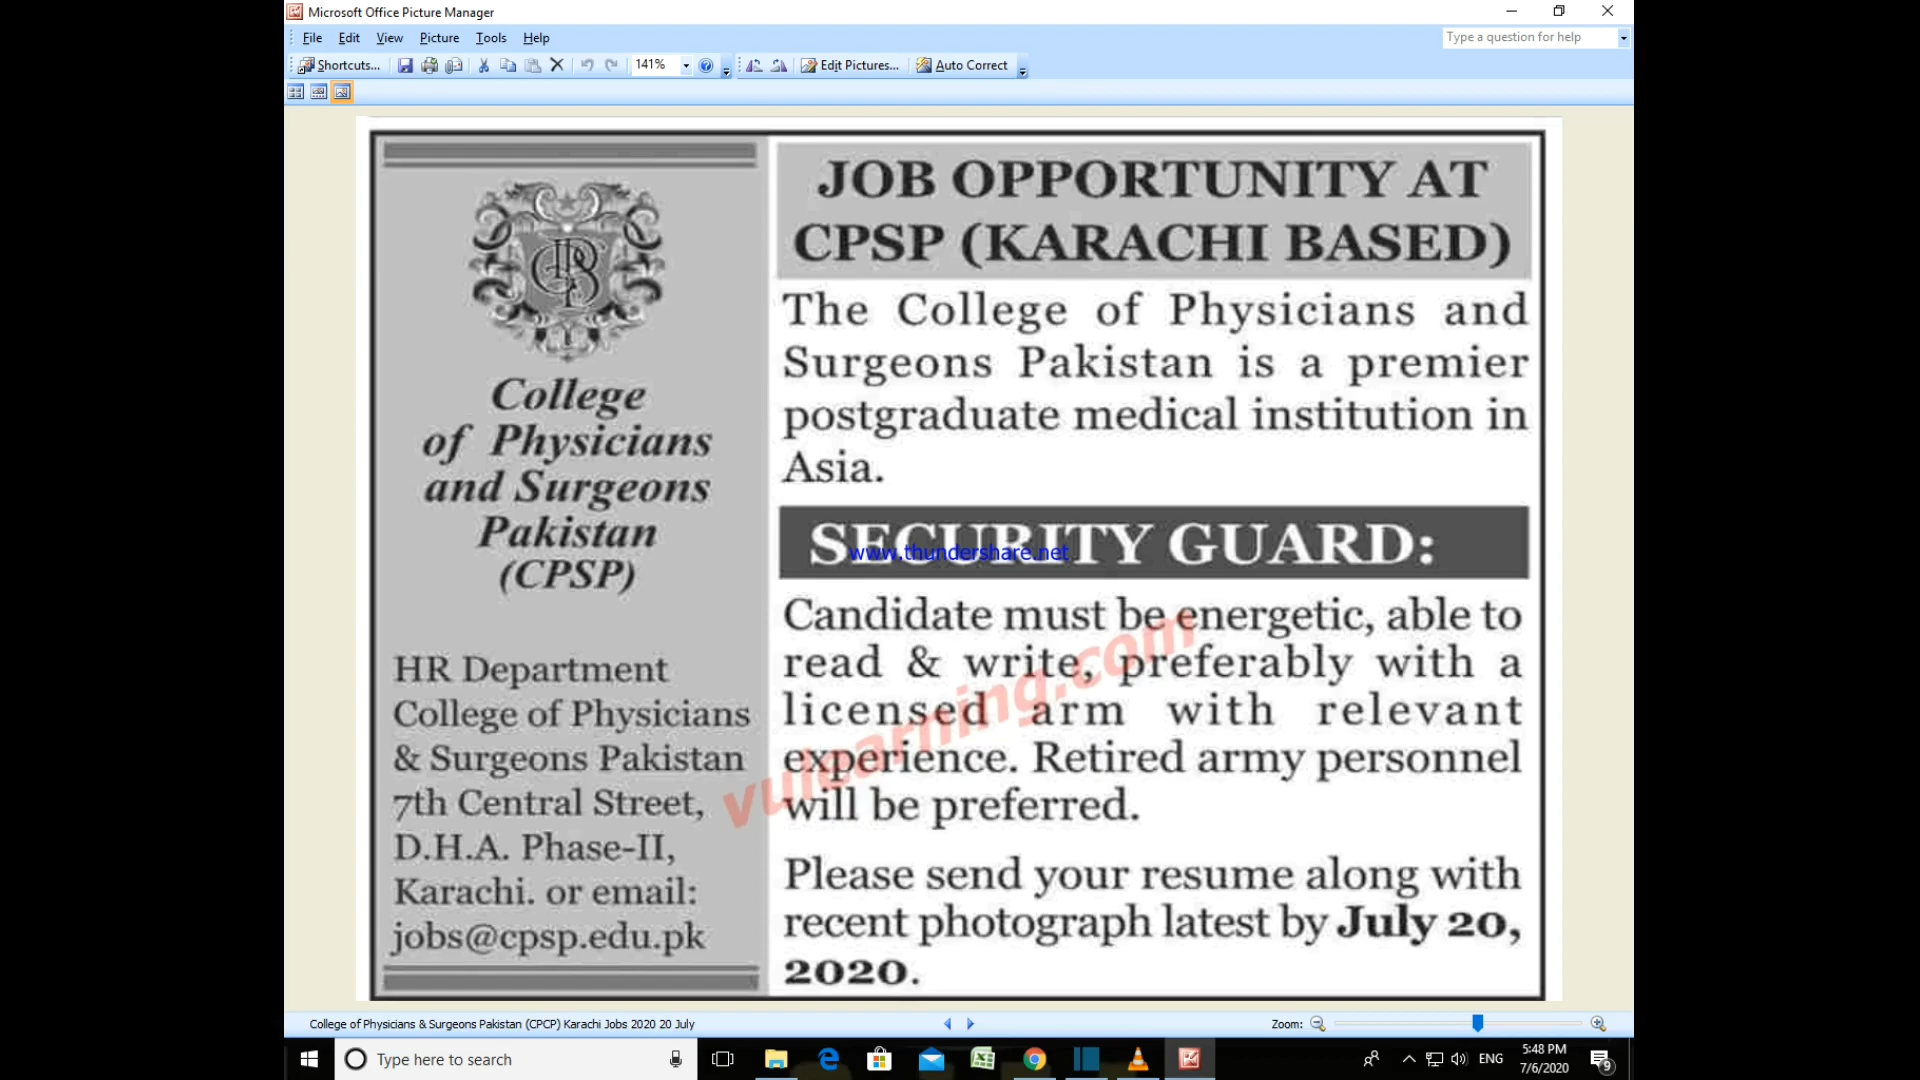 Microsoft Office Picture Manager
File Edit View Picture Tools Help
Type a question for help
Shortcuts... 141% Edit Pictures... Auto Correct
College
of Physicians
and Surgeons
Pakistan
(CPSP)
HR Department
College of Physicians
& Surgeons Pakistan
7th Central Street,
D.H.A. Phase-II,
Karachi. or email:
jobs@cpsp.edu.pk
JOB OPPORTUNITY AT
CPSP (KARACHI BASED)
The College of Physicians and
Surgeons Pakistan is a premier
postgraduate medical institution in
Asia.
SECURITY GUARD:
www.thundershare.net
Candidate must be energetic, able to
read & write, preferably with a
licensed arm with relevant
experience. Retired army personnel
will be preferred.
vulearning.com
Please send your resume along with
recent photograph latest by July 20,
2020.
College of Physicians & Surgeons Pakistan (CPCP) Karachi Jobs 2020 20 July
Zoom:
Type here to search
ENG
5:48 PM
7/6/2020
9